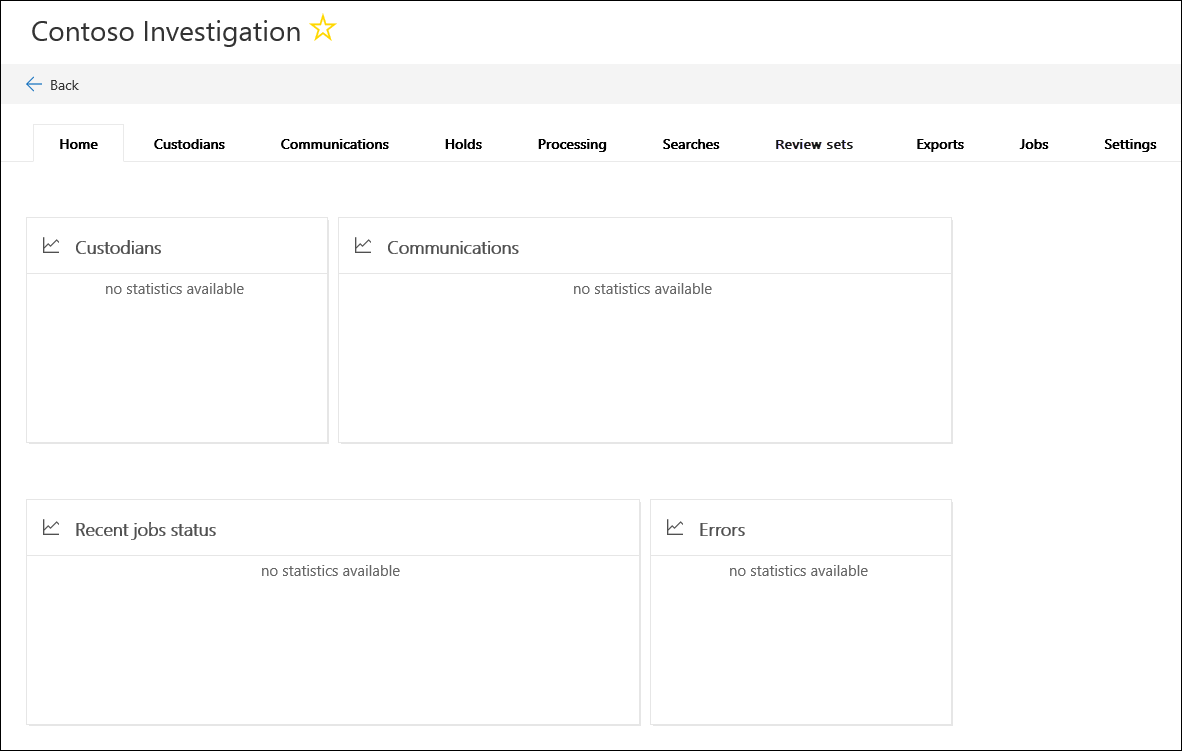 Contoso Investigation
Back
Home Custodians Communications Holds Processing Searches Review sets Exports Jobs Settings
Custodians Communications
no statistics available no statistics available
Recent jobs status Errors
no statistics available no statistics available